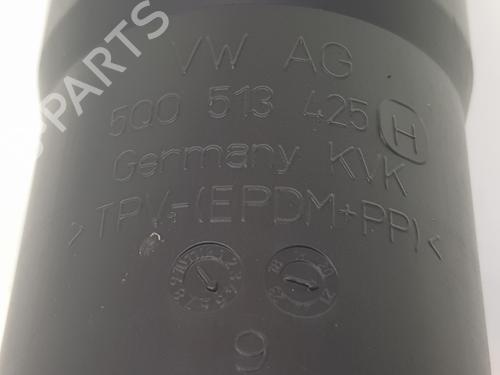 B-PARTS
VW AG
5Q0 513 425 H
Germany KVK
>TPV-(EPDM+PP)<
9